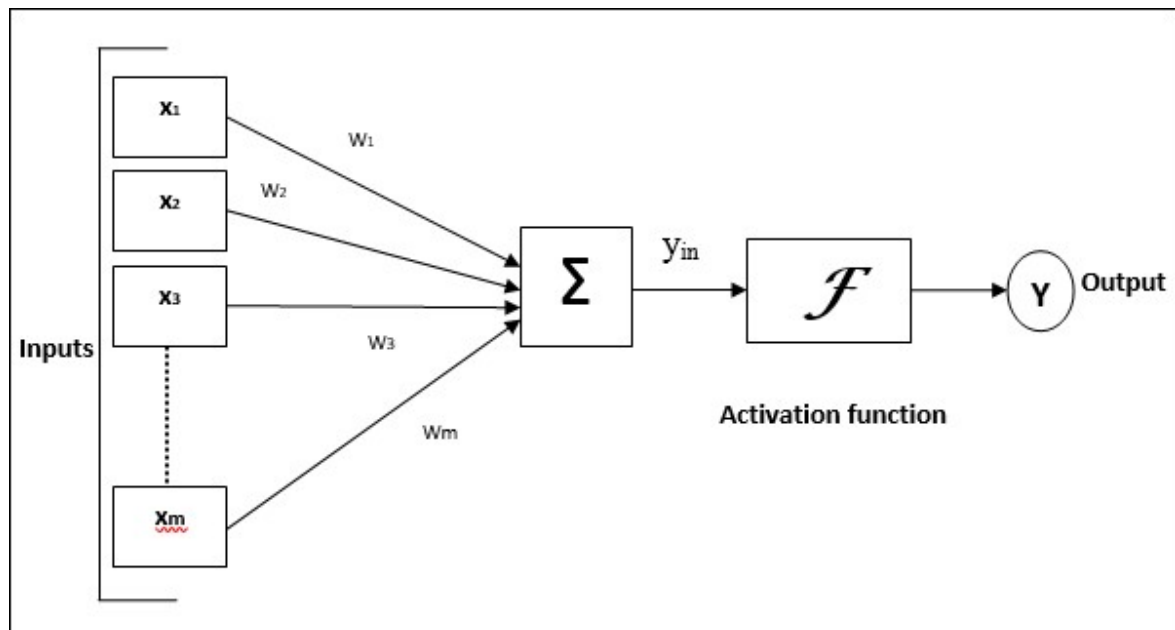 Inputs
x1
x2
x3
xm
W1
W2
W3
Wm
Σ
yin
ℱ
Activation function
Y
Output